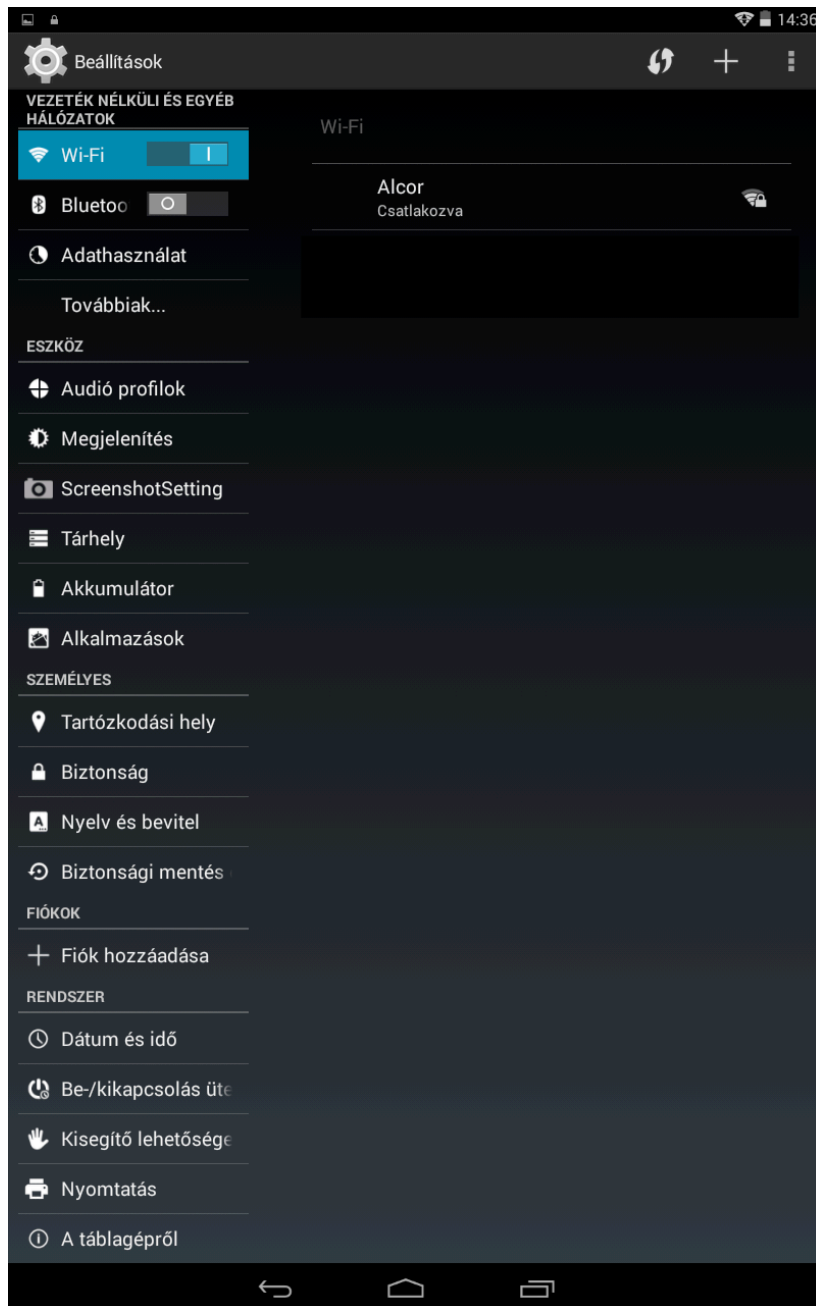 14:36
Beállítások
VEZETÉK NÉLKÜLI ÉS EGYÉB
HÁLÓZATOK
Wi-Fi
Bluetoo
Adathasználat
Továbbiak...
ESZKÖZ
Audió profilok
Megjelenítés
ScreenshotSetting
Tárhely
Akkumulátor
Alkalmazások
SZEMÉLYES
Tartózkodási hely
Biztonság
Nyelv és bevitel
Biztonsági mentés
FIÓKOK
Fiók hozzáadása
RENDSZER
Dátum és idő
Be-/kikapcsolás üte
Kisegítő lehetősége
Nyomtatás
A táblagépről
Wi-Fi
Alcor
Csatlakozva